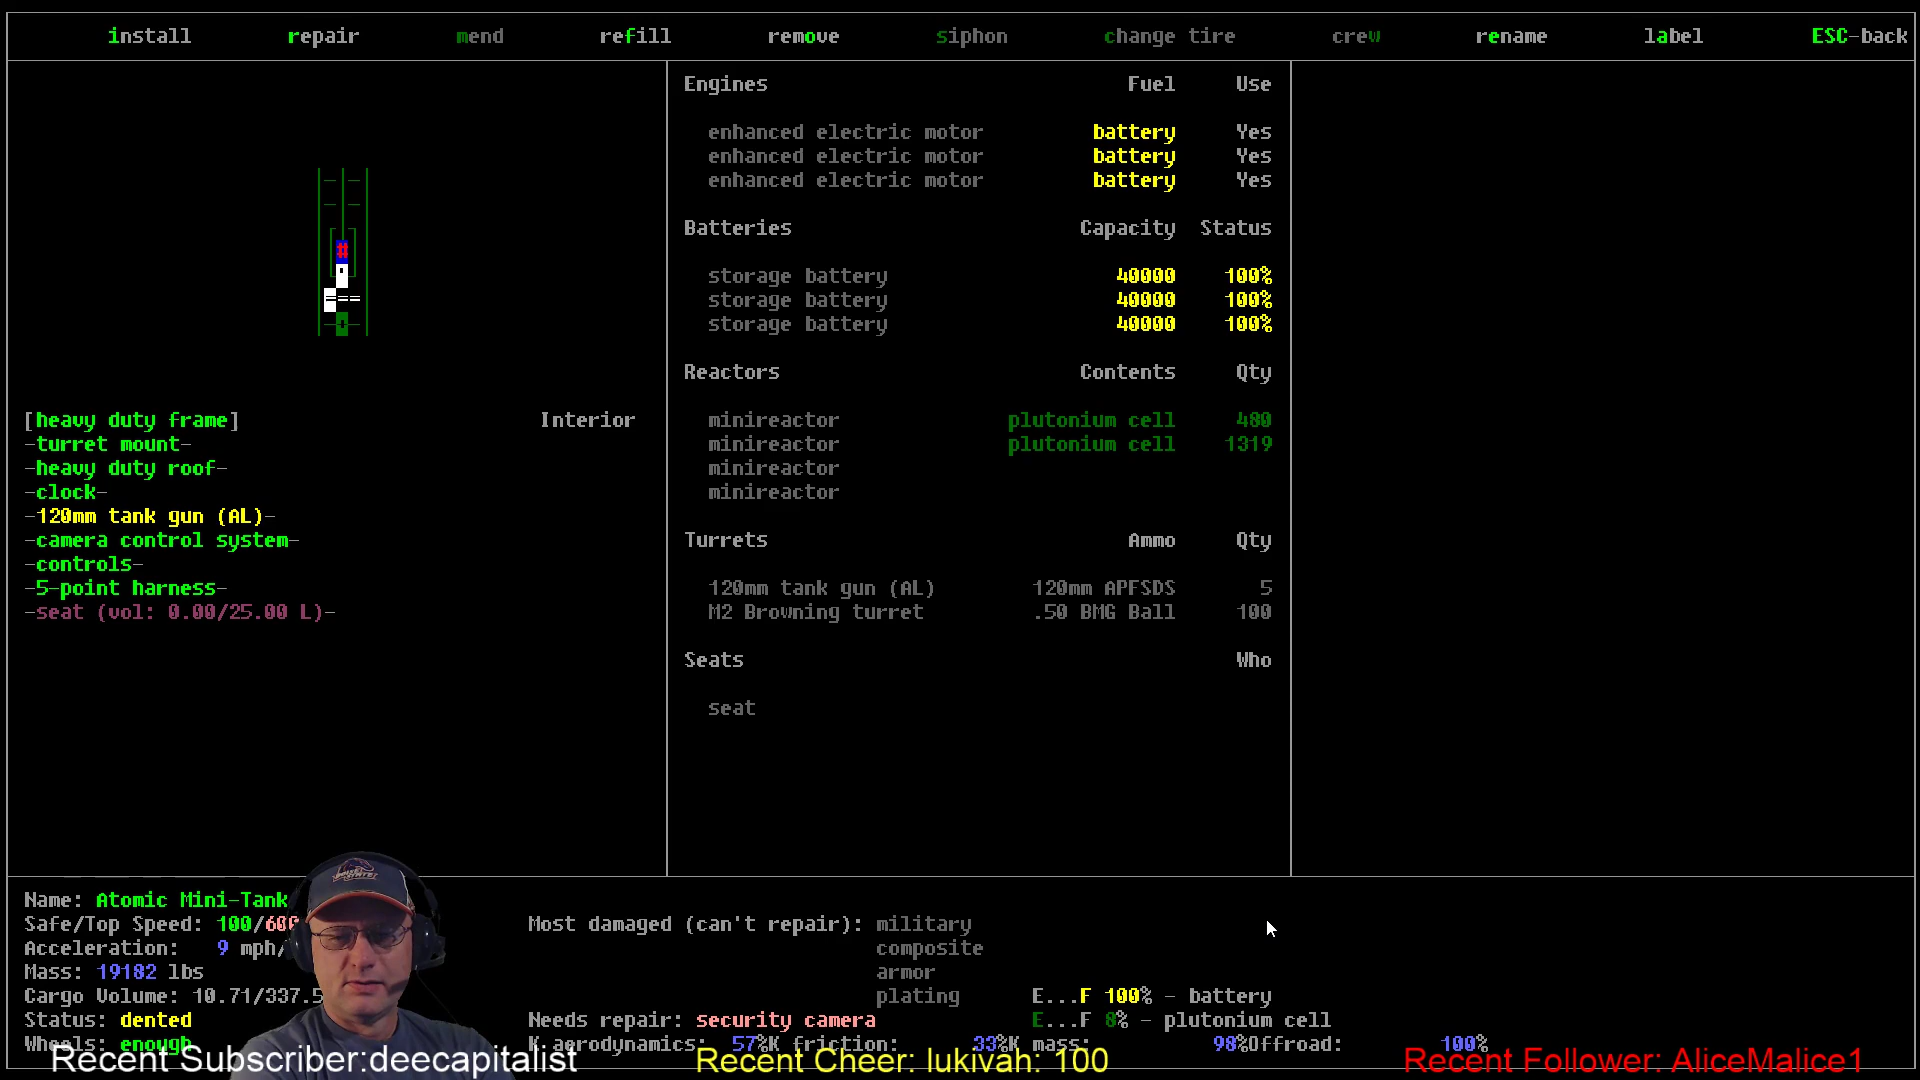 install repair mend refill remove siphon change tire crew rename label ESC-back
Engines Fuel Use
enhanced electric motor battery Yes
enhanced electric motor battery Yes
enhanced electric motor battery Yes
Batteries Capacity Status
storage battery 40000 100%
storage battery 40000 100%
storage battery 40000 100%
Reactors Contents Qty
minireactor plutonium cell 480
minireactor plutonium cell 1319
minireactor
minireactor
Turrets Ammo Qty
120mm tank gun (AL) 120mm APFSDS 5
M2 Browning turret .50 BMG Ball 100
Seats Who
seat
[heavy duty frame] Interior
-turret mount-
-heavy duty roof-
-clock-
-120mm tank gun (AL)-
-camera control system-
-controls-
-5-point harness-
-seat (vol: 0.00/25.00 L)-
Name: Atomic Mini-Tank
Safe/Top Speed: 100/600
Acceleration: 9 mph/
Mass: 19182 lbs
Cargo Volume: 10.71/337.5
Status: dented
Wheels: enough
Most damaged (can't repair): military
composite
armor
plating
Needs repair: security camera
E...F 100% - battery
E...F 0% - plutonium cell
K aerodynamics: 57%K friction: 33%K mass: 98%Offroad: 100%
Recent Subscriber:deecapitalist
Recent Cheer: lukivah: 100
Recent Follower: AliceMalice1